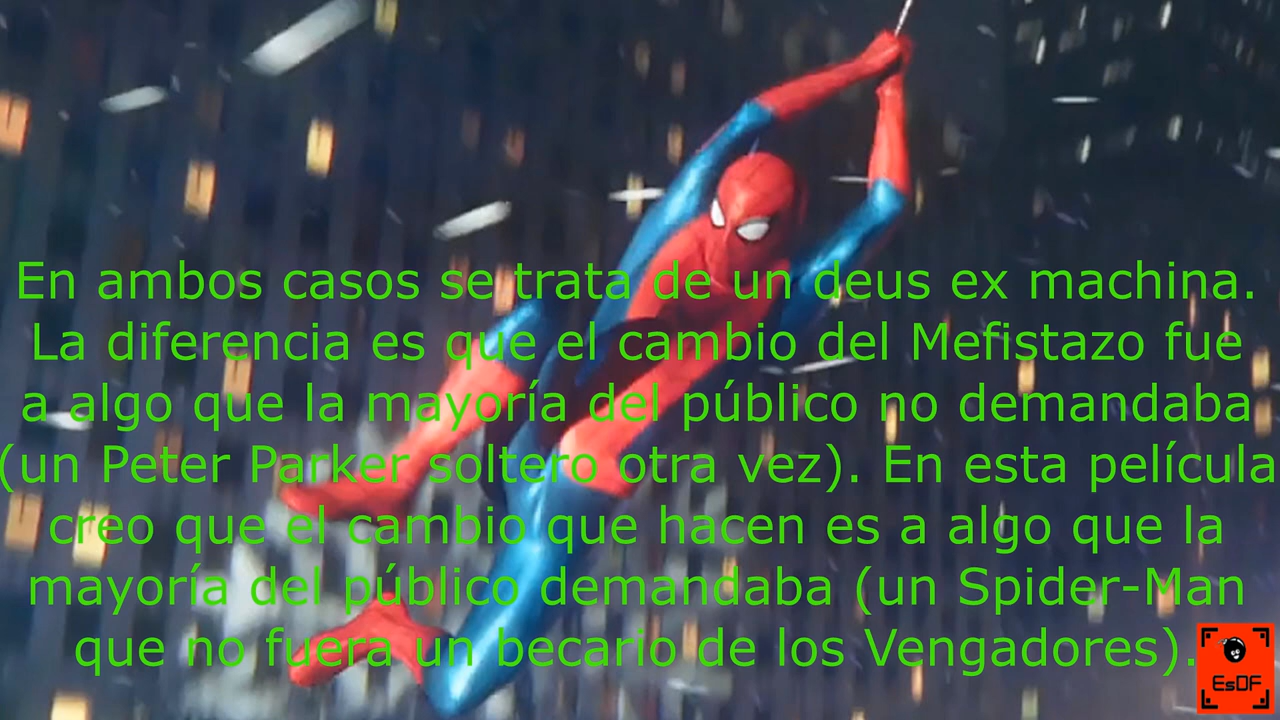 En ambos casos se trata de un deus ex machina.
La diferencia es que el cambio del Mefistazo fue
a algo que la mayoría del público no demandaba
(un Peter Parker soltero otra vez). En esta película
creo que el cambio que hacen es a algo que la
mayoría del público demandaba (un Spider-Man
que no fuera un becario de los Vengadores).
EsDF